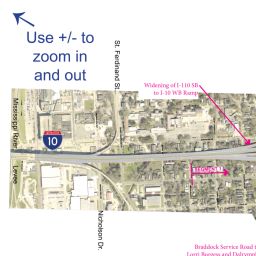 Use +/- to
zoom in
and out
St. Ferdinand St.
Widening of I-110 SB
to I-10 WB Ramp
Mississippi River
Levee
10
Nicholson Dr.
Braddock Service Road